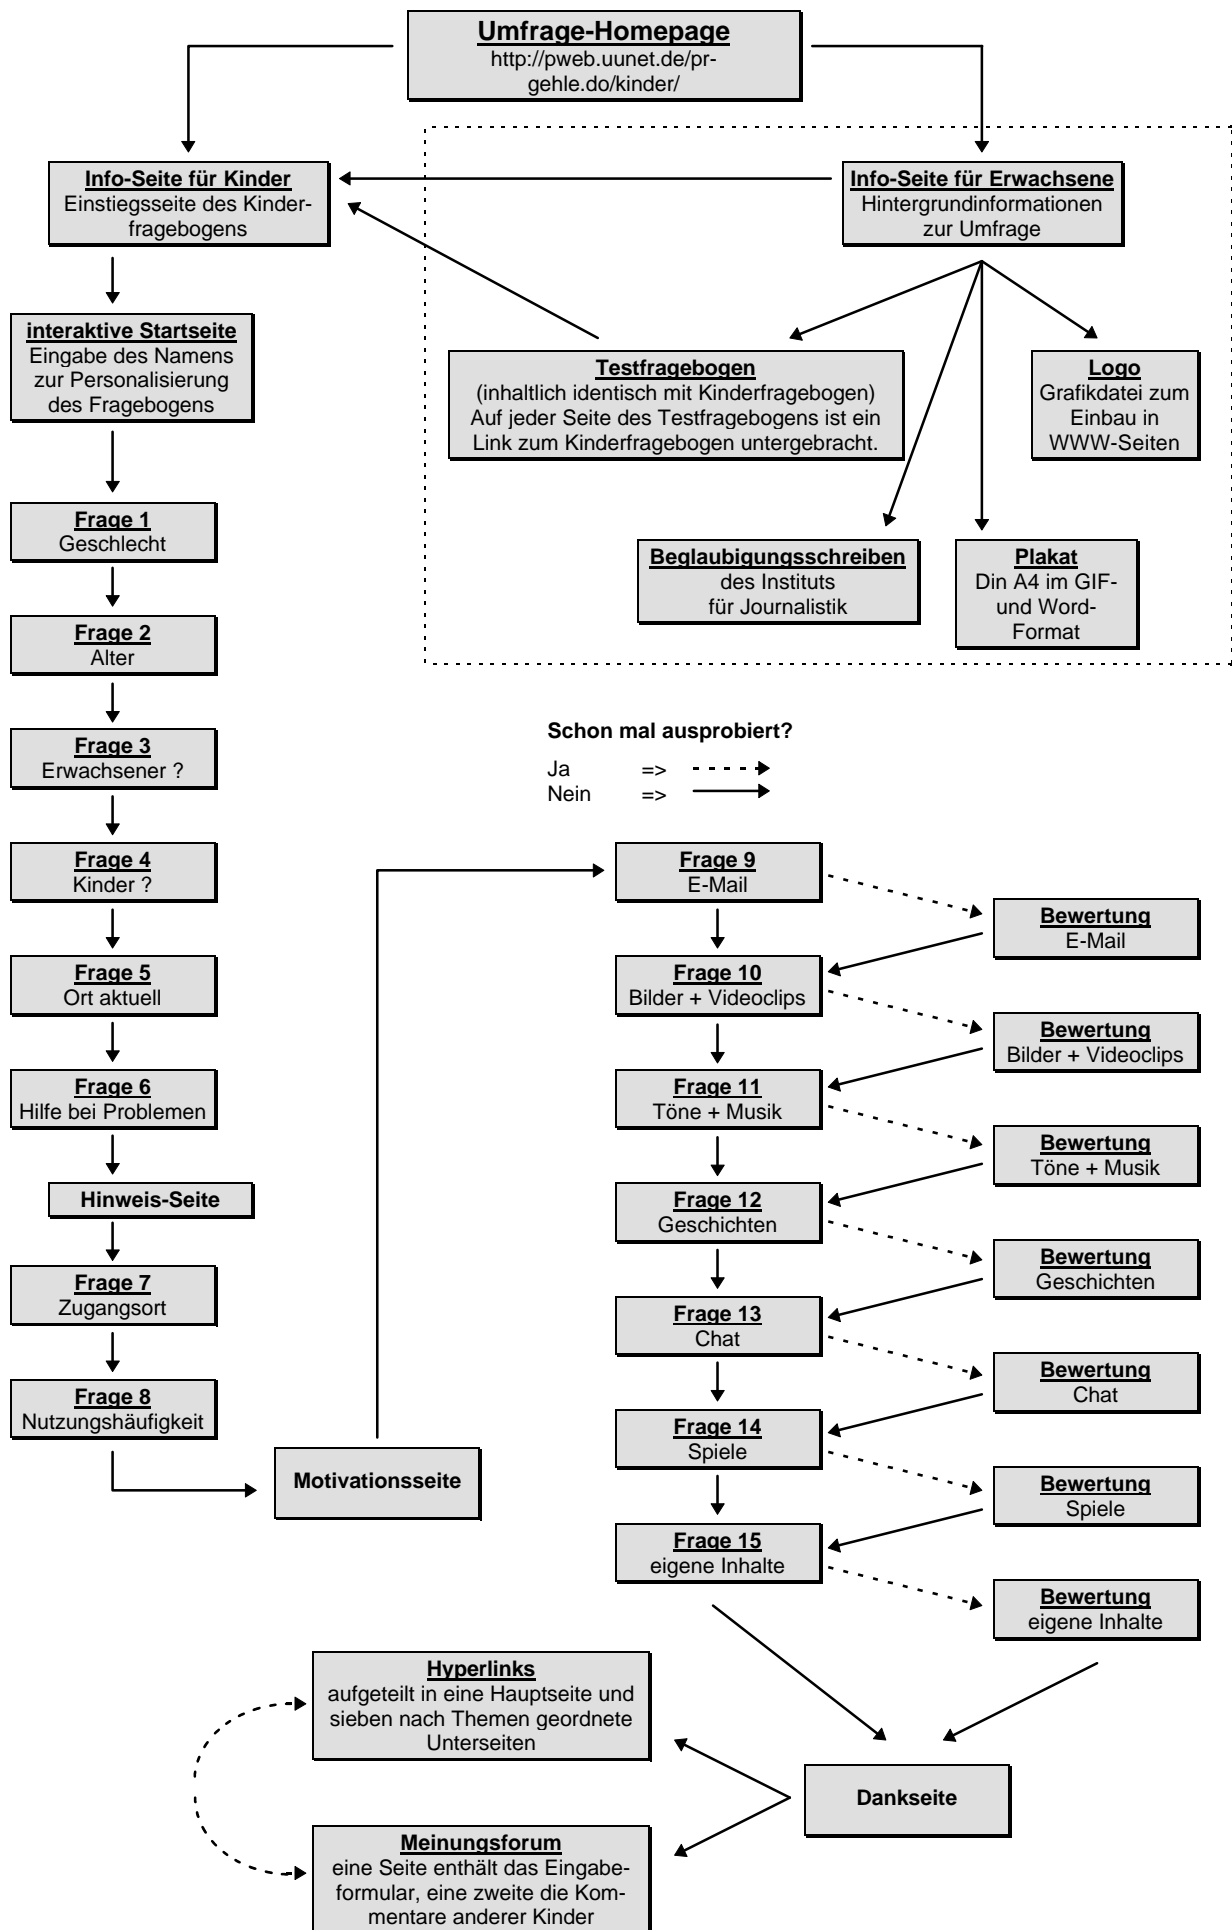 Umfrage-Homepage
http://pweb.uunet.de/pr-
gehle.do/kinder/
Info-Seite für Kinder
Einstiegsseite des Kinder-
fragebogens
Info-Seite für Erwachsene
Hintergrundinformationen
zur Umfrage
interaktive Startseite
Eingabe des Namens
zur Personalisierung
des Fragebogens
Testfragebogen
(inhaltlich identisch mit Kinderfragebogen)
Auf jeder Seite des Testfragebogens ist ein
Link zum Kinderfragebogen untergebracht.
Logo
Grafikdatei zum
Einbau in
WWW-Seiten
Beglaubigungsschreiben
des Instituts
für Journalistik
Plakat
Din A4 im GIF-
und Word-
Format
Frage 1
Geschlecht
Frage 2
Alter
Frage 3
Erwachsener ?
Frage 4
Kinder ?
Frage 5
Ort aktuell
Frage 6
Hilfe bei Problemen
Hinweis-Seite
Frage 7
Zugangsort
Frage 8
Nutzungshäufigkeit
Motivationsseite
Schon mal ausprobiert?
Ja =>
Nein =>
Frage 9
E-Mail
Bewertung
E-Mail
Frage 10
Bilder + Videoclips
Bewertung
Bilder + Videoclips
Frage 11
Töne + Musik
Bewertung
Töne + Musik
Frage 12
Geschichten
Bewertung
Geschichten
Frage 13
Chat
Bewertung
Chat
Frage 14
Spiele
Bewertung
Spiele
Frage 15
eigene Inhalte
Bewertung
eigene Inhalte
Dankseite
Hyperlinks
aufgeteilt in eine Hauptseite und
sieben nach Themen geordnete
Unterseiten
Meinungsforum
eine Seite enthält das Eingabe-
formular, eine zweite die Kom-
mentare anderer Kinder